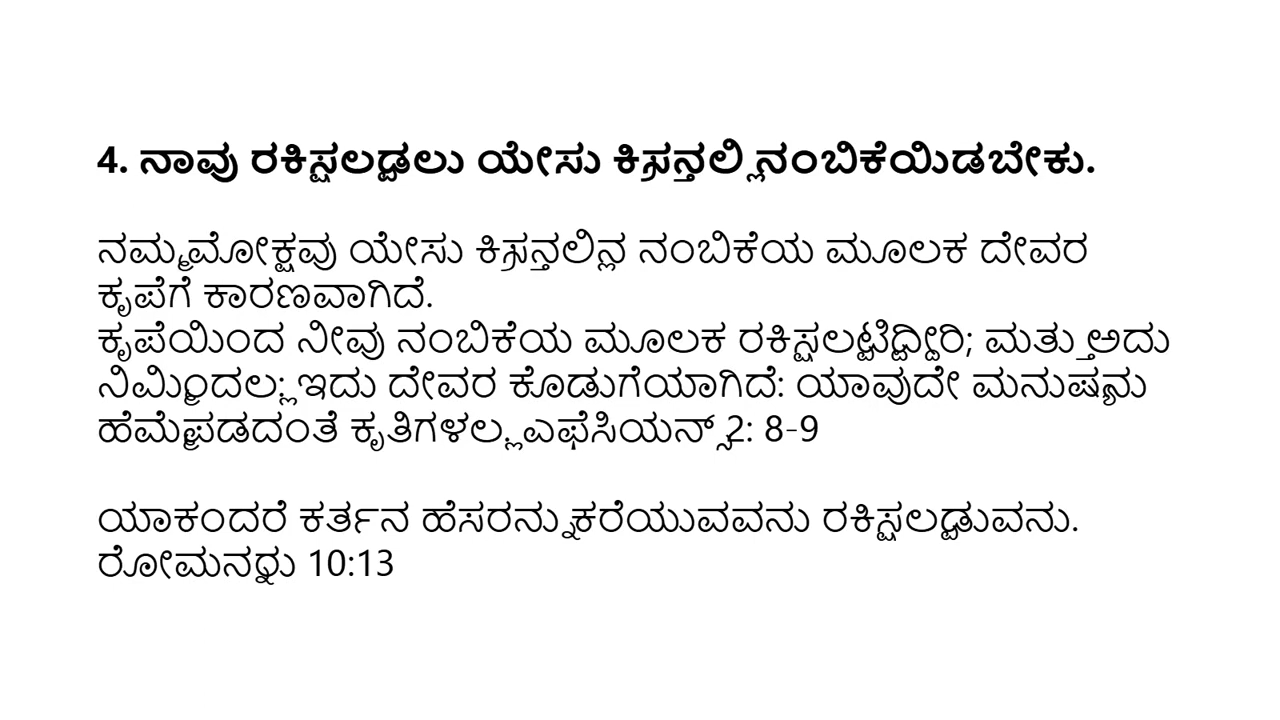 4. ನಾವು ರಕ್ಷಿಸಲ್ಪಡಲು ಯೇಸು ಕ್ರಿಸ್ತನಲ್ಲಿ ನಂಬಿಕೆಯಿಡಬೇಕು.
ನಮ್ಮ ಮೋಕ್ಷವು ಯೇಸು ಕ್ರಿಸ್ತನಲ್ಲಿನ ನಂಬಿಕೆಯ ಮೂಲಕ ದೇವರ
ಕೃಪೆಗೆ ಕಾರಣವಾಗಿದೆ.
ಕೃಪೆಯಿಂದ ನೀವು ನಂಬಿಕೆಯ ಮೂಲಕ ರಕ್ಷಿಸಲ್ಪಟ್ಟಿದ್ದೀರಿ; ಮತ್ತು ಅದು
ನಿಮ್ಮಿಂದಲ್ಲ; ಇದು ದೇವರ ಕೊಡುಗೆಯಾಗಿದೆ: ಯಾವುದೇ ಮನುಷ್ಯನು
ಹೆಮ್ಮೆಪಡದಂತೆ ಕೃತಿಗಳಲ್ಲ. ಎಫೆಸಿಯನ್ಸ್ 2: 8-9
ಯಾಕಂದರೆ ಕರ್ತನ ಹೆಸರನ್ನು ಕರೆಯುವವನು ರಕ್ಷಿಸಲ್ಪಡುವನು.
ರೋಮನ್ನರು 10:13